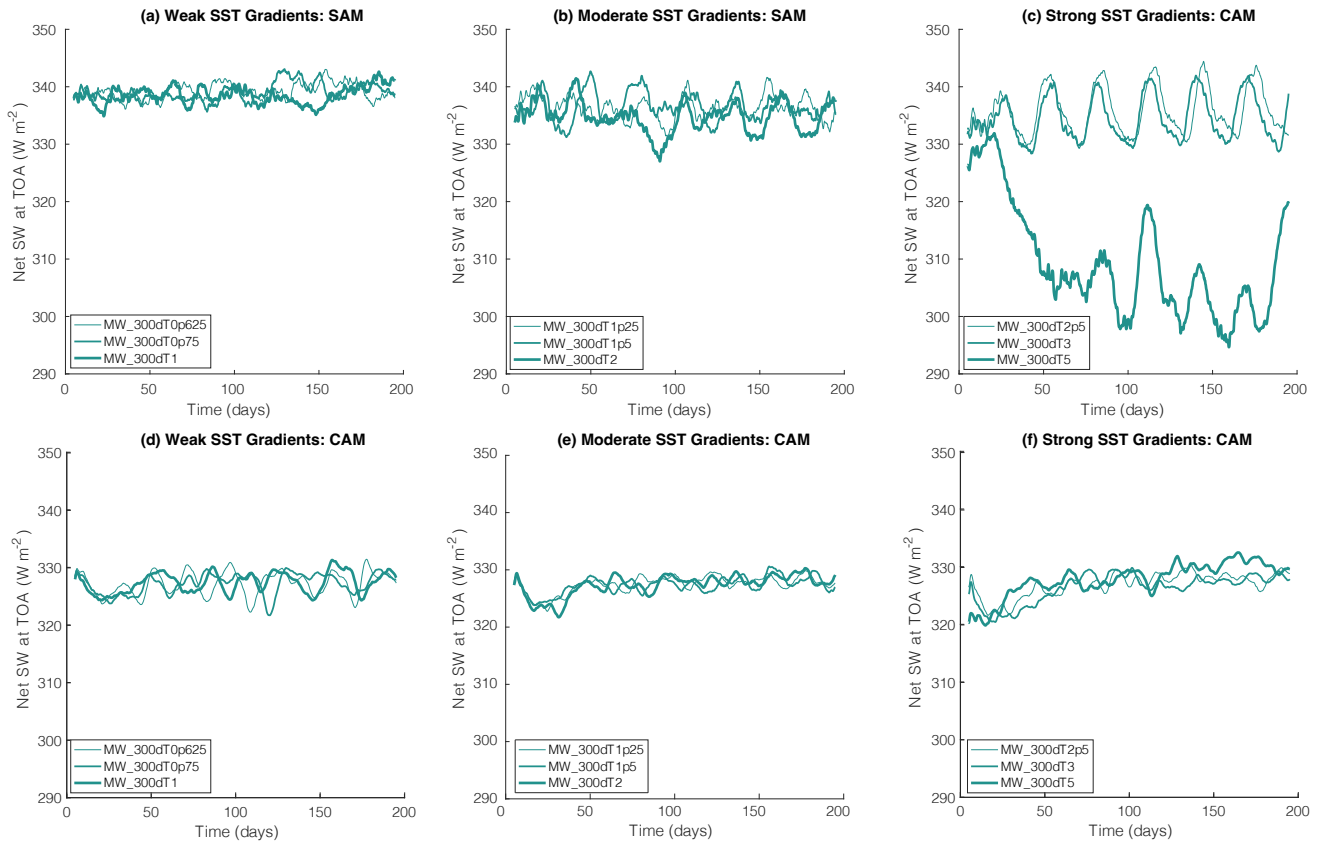 (a) Weak SST Gradients: SAM
350
340
330
320
310
300
290
Net SW at TOA (W m-2)
MW_300dT0p625
MW_300dT0p75
MW_300dT1
0 50 100 150 200
Time (days)
(b) Moderate SST Gradients: SAM
350
340
330
320
310
300
290
Net SW at TOA (W m-2)
MW_300dT1p25
MW_300dT1p5
MW_300dT2
0 50 100 150 200
Time (days)
(c) Strong SST Gradients: CAM
350
340
330
320
310
300
290
Net SW at TOA (W m-2)
MW_300dT2p5
MW_300dT3
MW_300dT5
0 50 100 150 200
Time (days)
(d) Weak SST Gradients: CAM
350
340
330
320
310
300
290
Net SW at TOA (W m-2)
MW_300dT0p625
MW_300dT0p75
MW_300dT1
0 50 100 150 200
Time (days)
(e) Moderate SST Gradients: CAM
350
340
330
320
310
300
290
Net SW at TOA (W m-2)
MW_300dT1p25
MW_300dT1p5
MW_300dT2
0 50 100 150 200
Time (days)
(f) Strong SST Gradients: CAM
350
340
330
320
310
300
290
Net SW at TOA (W m-2)
MW_300dT2p5
MW_300dT3
MW_300dT5
0 50 100 150 200
Time (days)